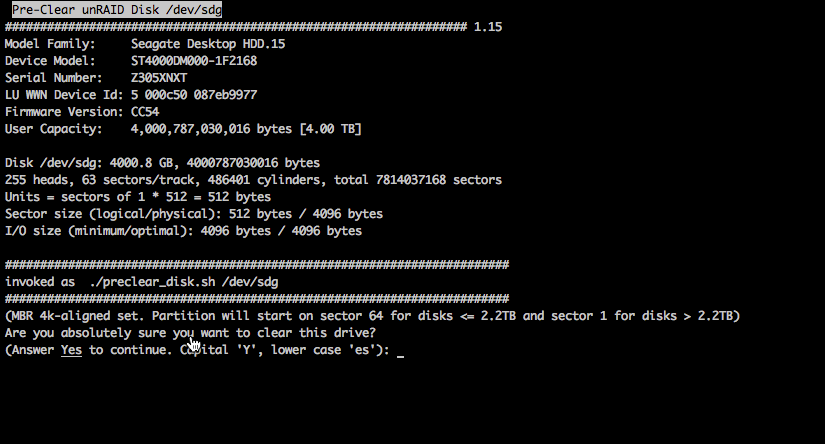 Pre-Clear unRAID Disk /dev/sdg
################################################################## 1.15
Model Family: Seagate Desktop HDD.15
Device Model: ST4000DM000-1F2168
Serial Number: Z305XNXT
LU WWN Device Id: 5 000c50 087eb9977
Firmware Version: CC54
User Capacity: 4,000,787,030,016 bytes [4.00 TB]
Disk /dev/sdg: 4000.8 GB, 4000787030016 bytes
255 heads, 63 sectors/track, 486401 cylinders, total 7814037168 sectors
Units = sectors of 1 * 512 = 512 bytes
Sector size (logical/physical): 512 bytes / 4096 bytes
I/O size (minimum/optimal): 4096 bytes / 4096 bytes
########################################################################
invoked as ./preclear_disk.sh /dev/sdg
########################################################################
(MBR 4k-aligned set. Partition will start on sector 64 for disks <= 2.2TB and sector 1 for disks > 2.2TB)
Are you absolutely sure you want to clear this drive?
(Answer Yes to continue. Capital 'Y', lower case 'es'): _